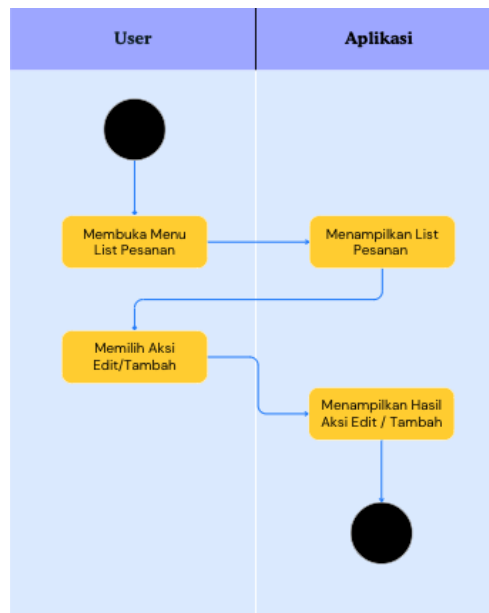 User
Aplikasi
Membuka Menu
List Pesanan
Menampilkan List
Pesanan
Memilih Aksi
Edit/Tambah
Menampilkan Hasil
Aksi Edit / Tambah